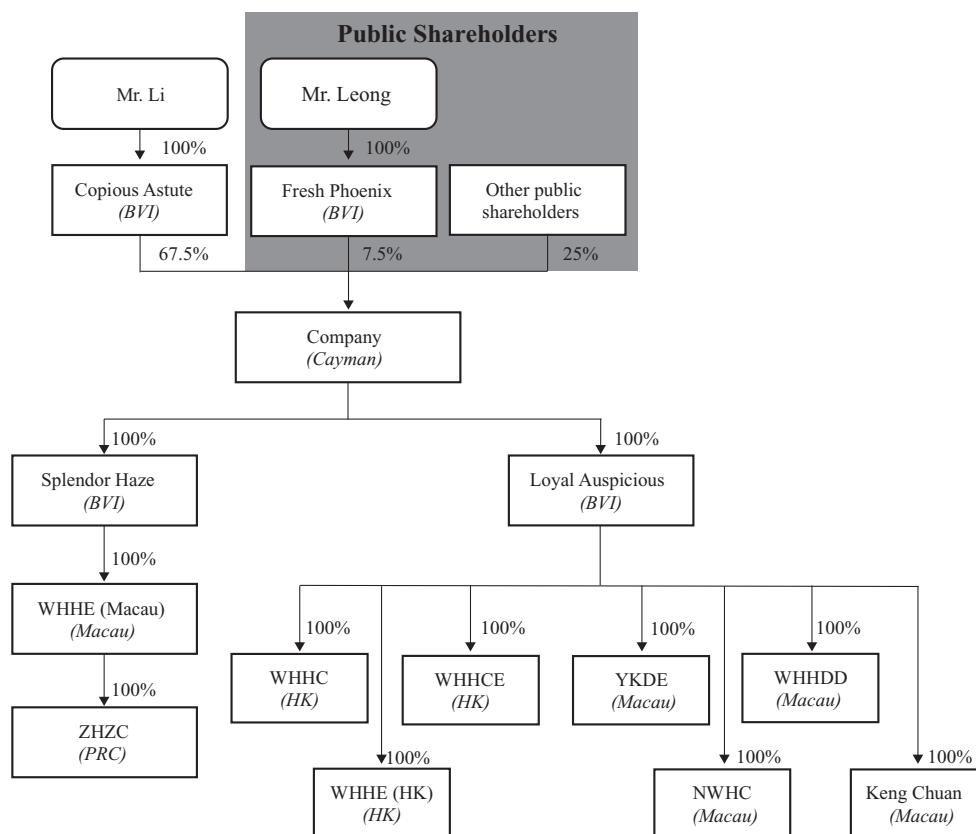 Public Shareholders
Mr. Li
Mr. Leong
100%
100%
Copious Astute
(BVI)
Fresh Phoenix
(BVI)
Other public
shareholders
67.5%
7.5%
25%
Company
(Cayman)
100%
100%
Splendor Haze
(BVI)
Loyal Auspicious
(BVI)
100%
WHHE (Macau)
(Macau)
100%
ZHZC
(PRC)
100%
100%
100%
100%
WHHC
(HK)
WHHCE
(HK)
YKDE
(Macau)
WHHDD
(Macau)
100%
100%
100%
WHHE (HK)
(HK)
NWHC
(Macau)
Keng Chuan
(Macau)